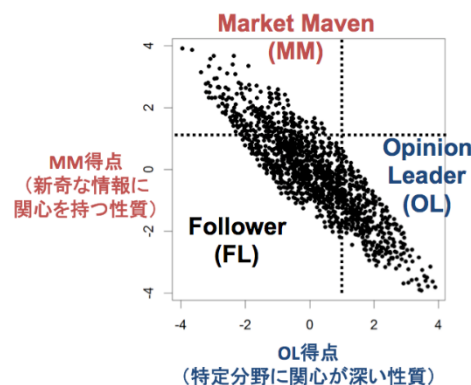 Market Maven
(MM)
4
2
0
-2
-4
MM得点
(新奇な情報に
関心を持つ性質)
Opinion
Leader
(OL)
Follower
(FL)
-4
-2
0
2
4
OL得点
(特定分野に関心が深い性質)